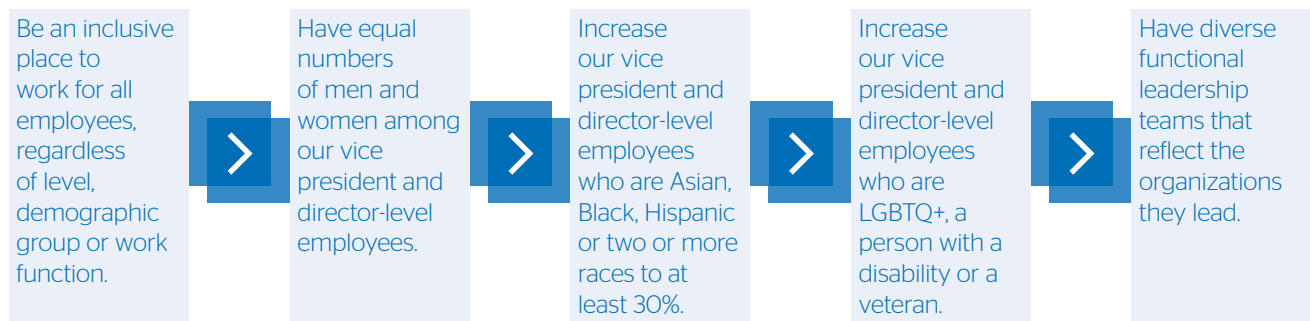 Be an inclusive
place to
work for all
employees,
regardless
of level,
demographic
group or work
function.
Have equal
numbers
of men and
women among
our vice
president and
director-level
employees.
Increase
our vice
president and
director-level
employees
who are Asian,
Black, Hispanic
or two or more
races to at
least 30%.
Increase
our vice
president and
director-level
employees
who are
LGBTQ+, a
person with a
disability or a
veteran.
Have diverse
functional
leadership
teams that
reflect the
organizations
they lead.